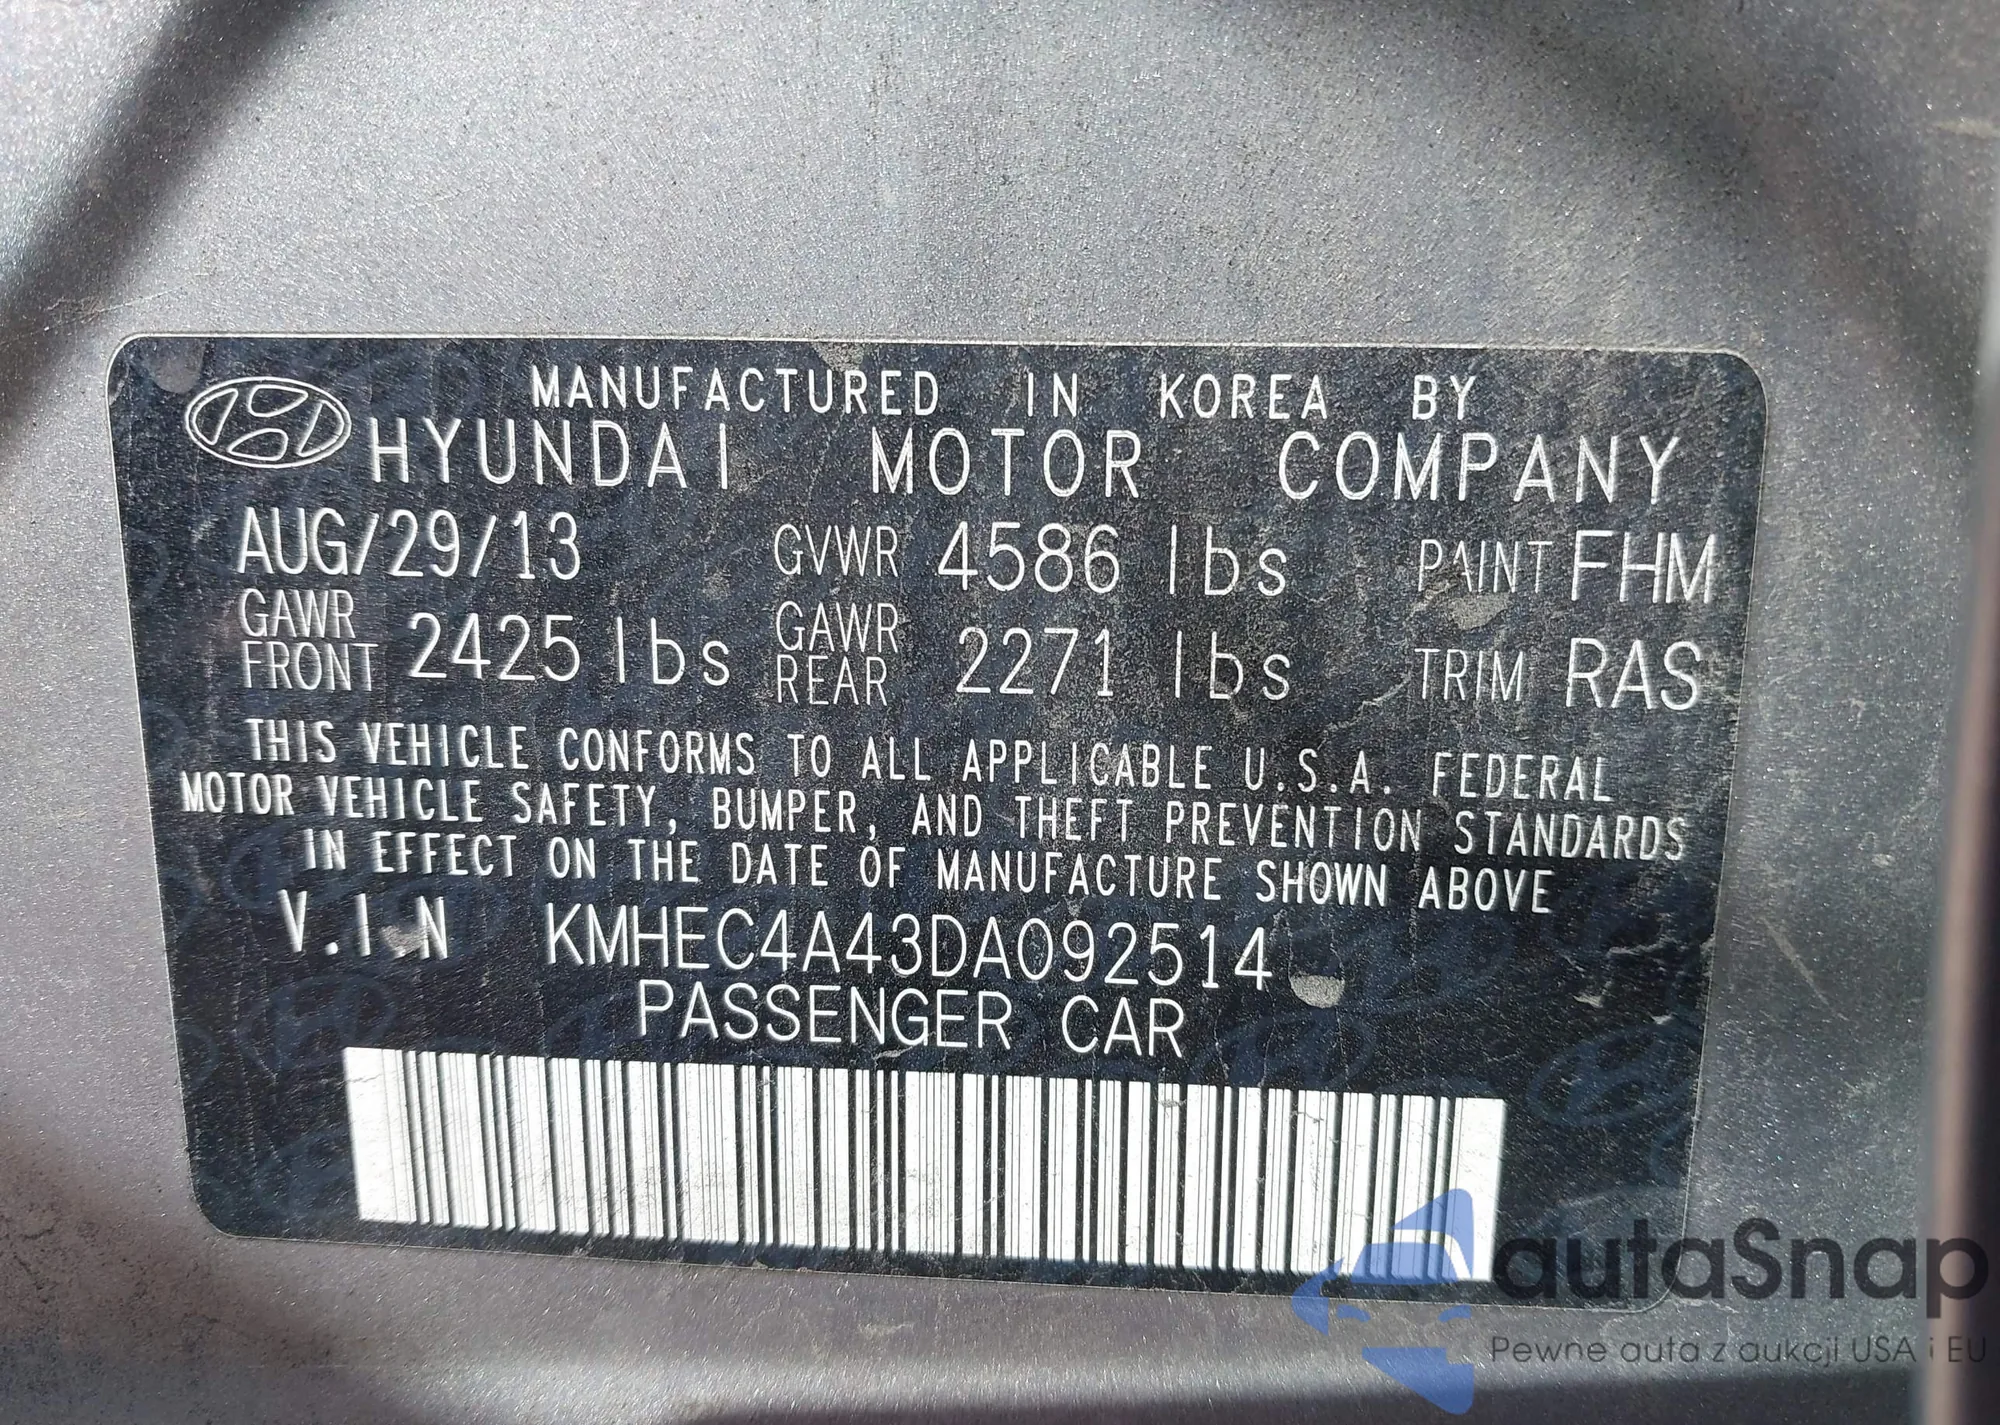 MANUFACTURED IN KOREA BY
HYUNDAI MOTOR COMPANY
AUG/29/13 GVWR 4586 lbs PAINT FHM
GAWR FRONT 2425 lbs GAWR REAR 2271 lbs TRIM RAS
THIS VEHICLE CONFORMS TO ALL APPLICABLE U.S.A. FEDERAL
MOTOR VEHICLE SAFETY, BUMPER, AND THEFT PREVENTION STANDARDS
IN EFFECT ON THE DATE OF MANUFACTURE SHOWN ABOVE
V.I.N KMHEC4A43DA092514
PASSENGER CAR
autaSnap
Pewne auta z aukcji USA i EU